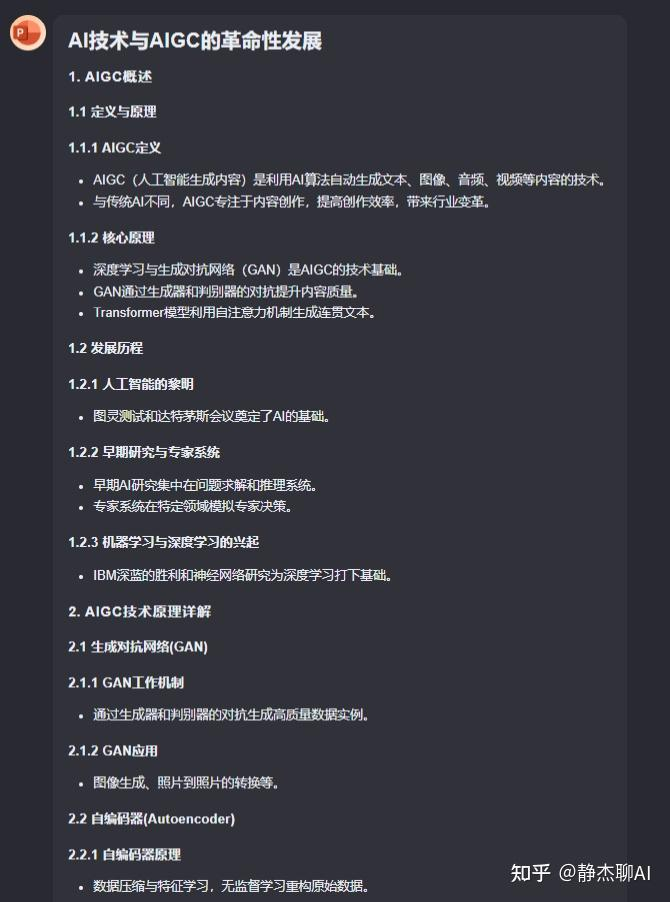 P
AI技术与AIGC的革命性发展
1. AIGC概述
1.1 定义与原理
1.1.1 AIGC定义
AIGC（人工智能生成内容）是利用AI算法自动生成文本、图像、音频、视频等内容的技术。
与传统AI不同，AIGC专注于内容创作，提高创作效率，带来行业变革。
1.1.2 核心原理
深度学习与生成对抗网络（GAN）是AIGC的技术基础。
GAN通过生成器和判别器的对抗提升内容质量。
Transformer模型利用自注意力机制生成连贯文本。
1.2 发展历程
1.2.1 人工智能的黎明
图灵测试和达特茅斯会议奠定了AI的基础。
1.2.2 早期研究与专家系统
早期AI研究集中在问题求解和推理系统。
专家系统在特定领域模拟专家决策。
1.2.3 机器学习与深度学习的兴起
IBM深蓝的胜利和神经网络研究为深度学习打下基础。
2. AIGC技术原理详解
2.1 生成对抗网络(GAN)
2.1.1 GAN工作机制
通过生成器和判别器的对抗生成高质量数据实例。
2.1.2 GAN应用
图像生成、照片到照片的转换等。
2.2 自编码器(Autoencoder)
2.2.1 自编码器原理
数据压缩与特征学习，无监督学习重构原始数据。
知乎 @静杰聊AI